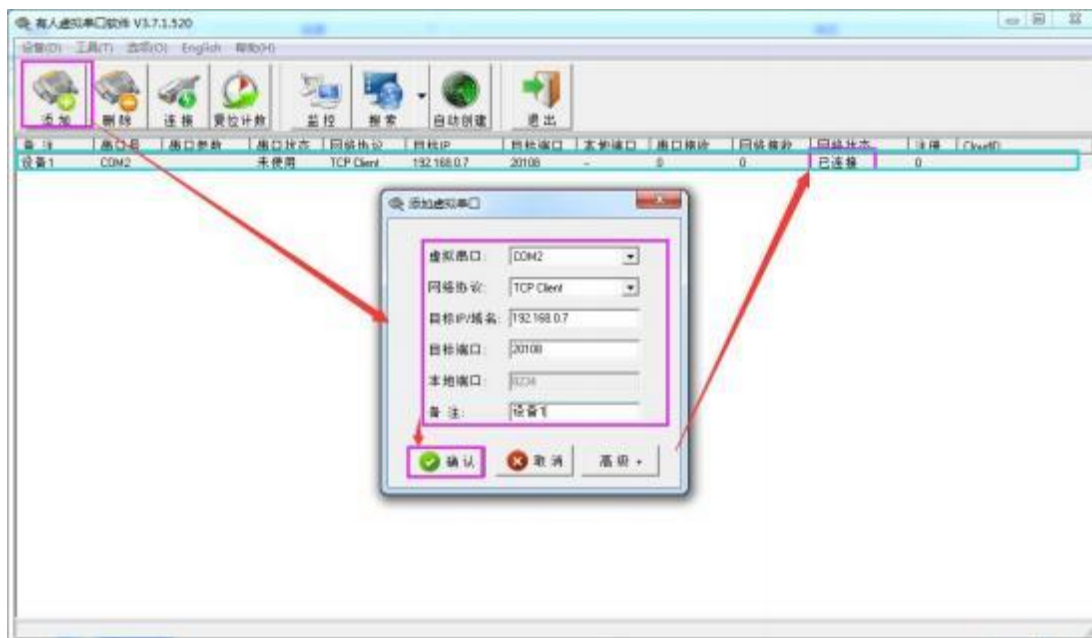 有人虚拟串口软件 V3.7.1.520
设备(D) 工具(T) 选项(O) English 帮助(H)
添加 删除 连接 复位计数 监控 搜索 自动创建 退出
备注 串口号 串口参数 串口状态 网络协议 目标IP 目标端口 本地端口 串口接收 网络接收 网络状态 注册 CloudID
设备1 COM2 未使用 TCP Client 192.168.0.7 20108 - 0 0 已连接 0
添加虚拟串口
虚拟串口: COM2
网络协议: TCP Client
目标IP/域名: 192.168.0.7
目标端口: 20108
本地端口: 8234
备 注: 设备1
确认 取消 高级 +